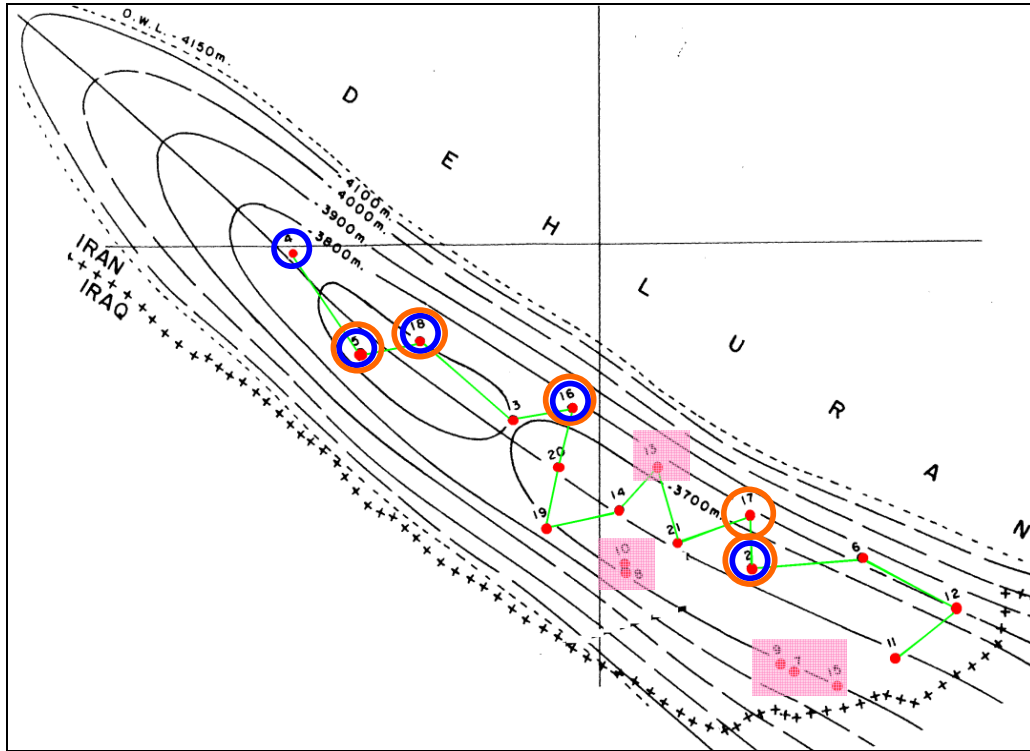 O.W.L. - 4150m.
D
E
H
L
U
R
A
N
- 4100m.
- 4000m.
- 3900m.
- 3800m.
4
IRAN
IRAQ
18
5
16
13
20
13
-3700m.
14
17
19
21
10
8
2
6
12
11
9
7
15